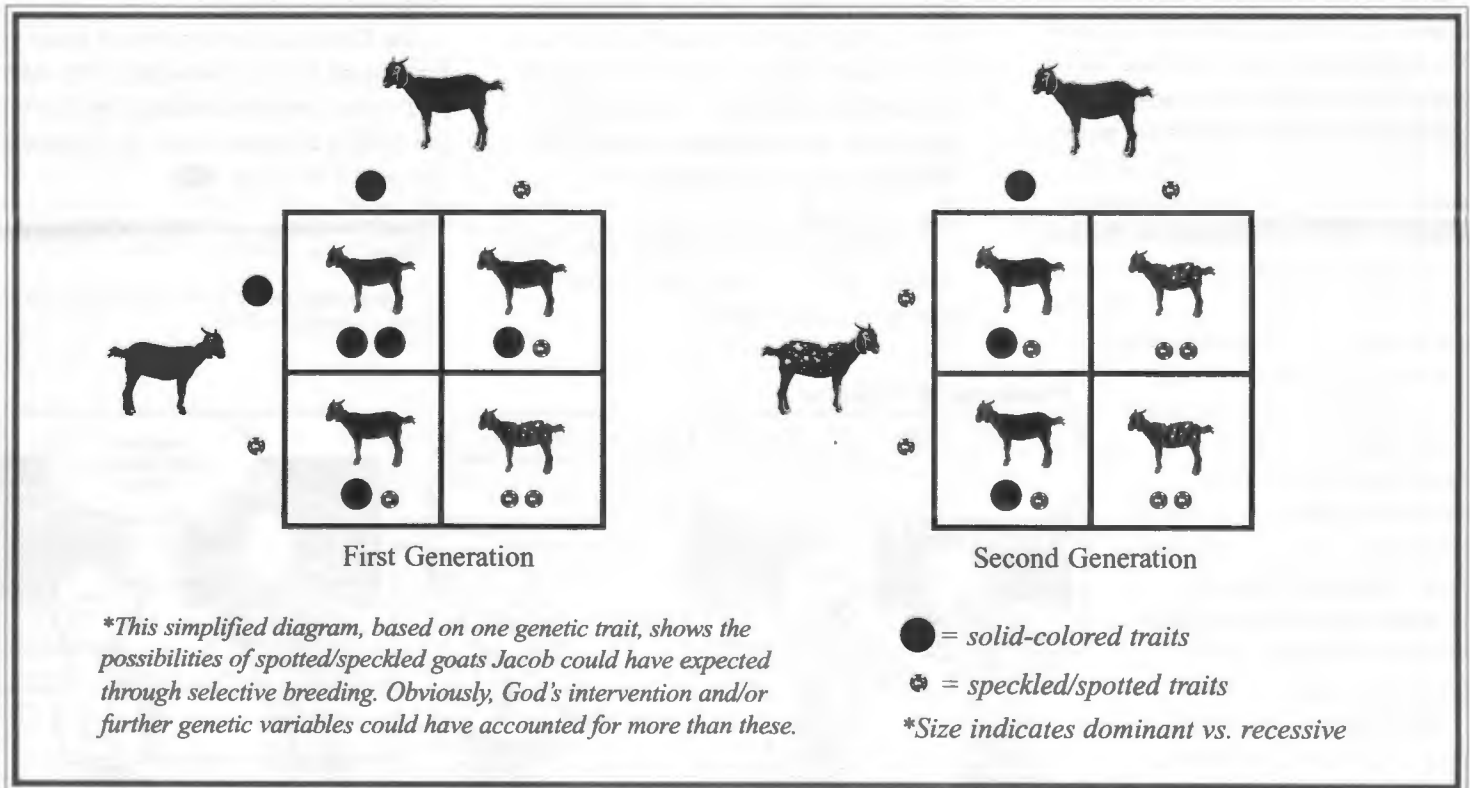 First Generation
Second Generation
*This simplified diagram, based on one genetic trait, shows the
possibilities of spotted/speckled goats Jacob could have expected
through selective breeding. Obviously, God's intervention and/or
further genetic variables could have accounted for more than these.
= solid-colored traits
= speckled/spotted traits
*Size indicates dominant vs. recessive